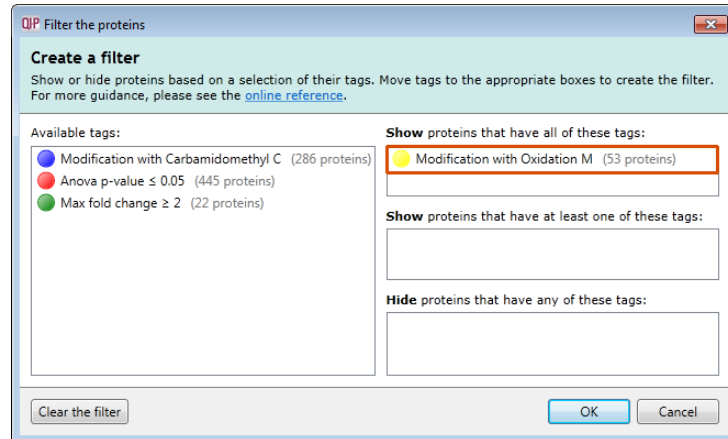 QIP Filter the proteins
Create a filter
Show or hide proteins based on a selection of their tags. Move tags to the appropriate boxes to create the filter.
For more guidance, please see the online reference.
Available tags:
Modification with Carbamidomethyl C (286 proteins)
Anova p-value ≤ 0.05 (445 proteins)
Max fold change ≥ 2 (22 proteins)
Show proteins that have all of these tags:
Modification with Oxidation M (53 proteins)
Show proteins that have at least one of these tags:
Hide proteins that have any of these tags:
Clear the filter
OK
Cancel